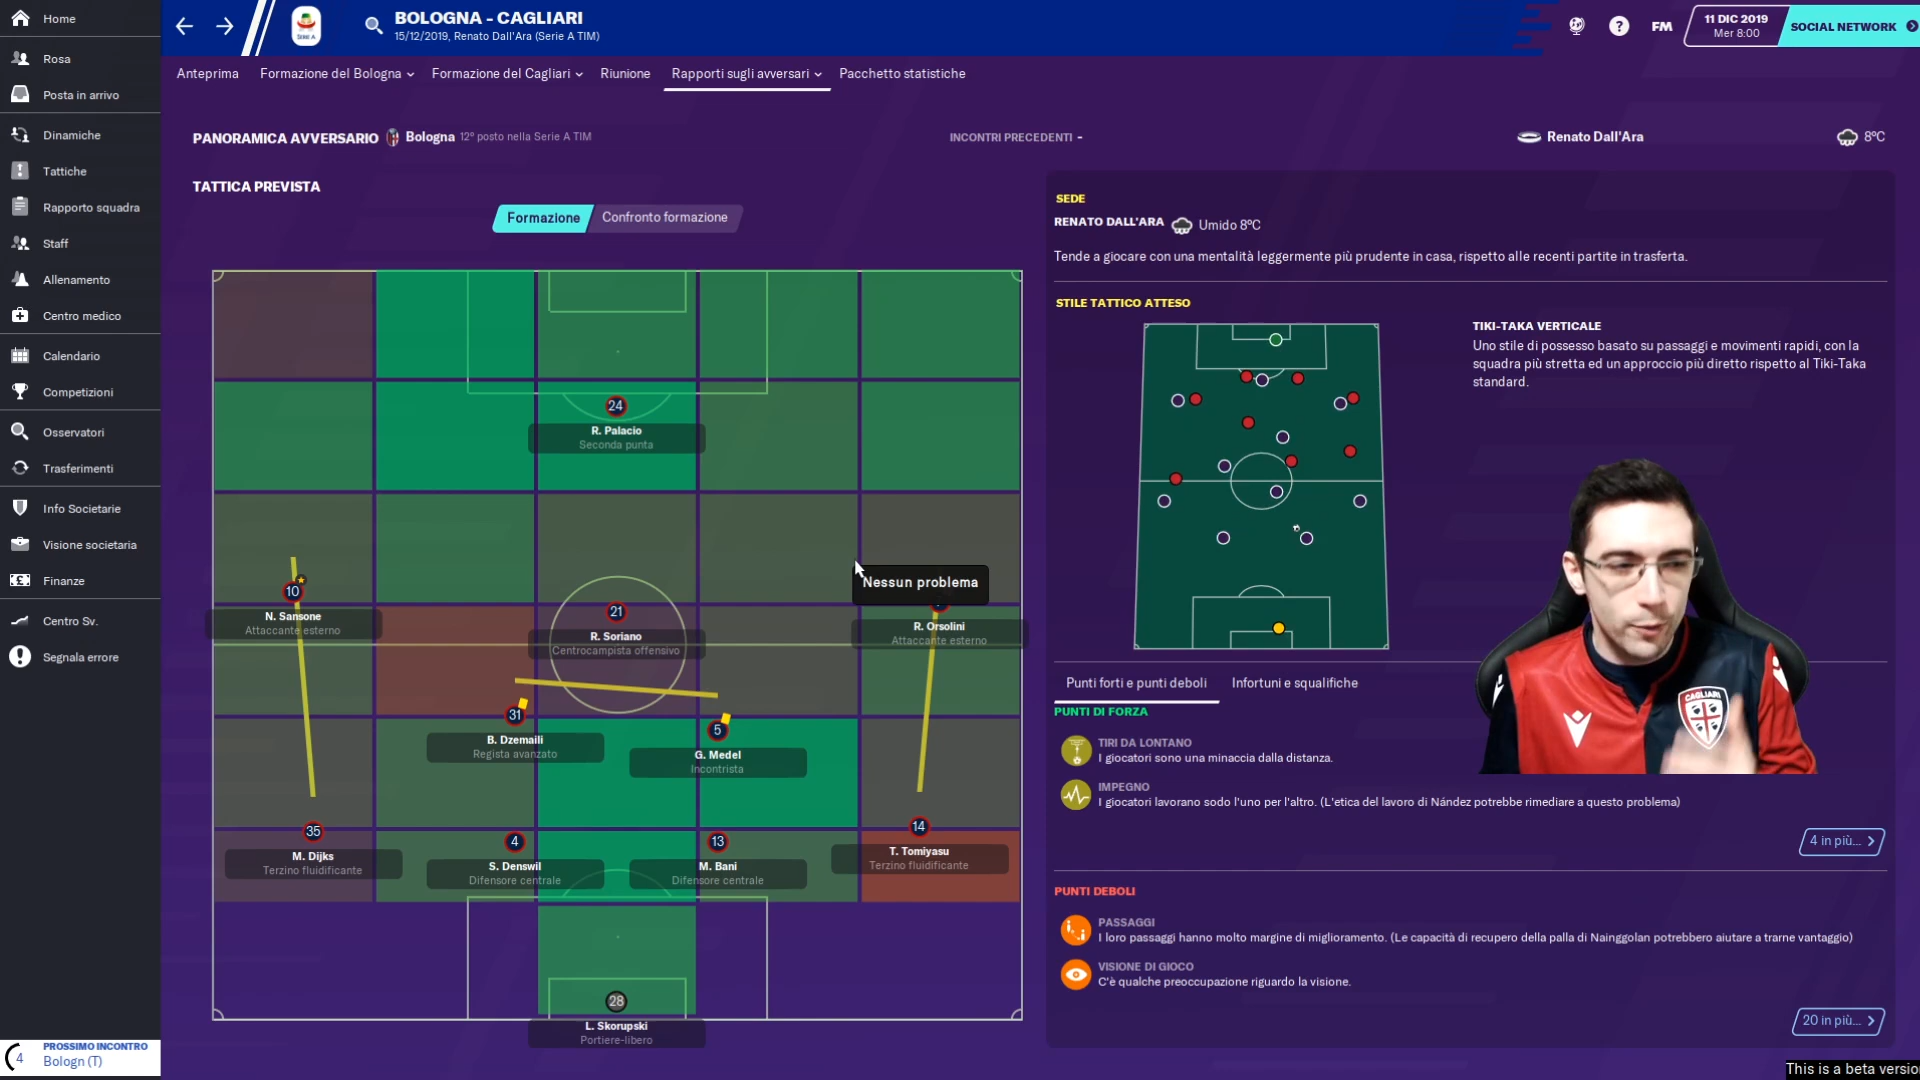 Home
Rosa
Posta in arrivo
Dinamiche
Tattiche
Rapporto squadra
Staff
Allenamento
Centro medico
Calendario
Competizioni
Osservatori
Trasferimenti
Info Societarie
Visione societaria
Finanze
Centro Sv.
Segnala errore
4
PROSSIMO INCONTRO
Bologn (T)
SERIE A
BOLOGNA - CAGLIARI
15/12/2019, Renato Dall'Ara (Serie A TIM)
?
FM
11 DIC 2019
Mer 8:00
SOCIAL NETWORK
Anteprima
Formazione del Bologna
Formazione del Cagliari
Riunione
Rapporti sugli avversari
Pacchetto statistiche
PANORAMICA AVVERSARIO
Bologna
12° posto nella Serie A TIM
INCONTRI PRECEDENTI -
Renato Dall'Ara
8°C
TATTICA PREVISTA
Formazione
Confronto formazione
24
R. Palacio
Seconda punta
Nessun problema
10
N. Sansone
Attaccante esterno
21
R. Soriano
Centrocampista offensivo
R. Orsolini
Attaccante esterno
31
B. Dzemaili
Regista avanzato
5
G. Medel
Incontrista
35
M. Dijks
Terzino fluidificante
4
S. Denswil
Difensore centrale
13
M. Bani
Difensore centrale
14
T. Tomiyasu
Terzino fluidificante
28
L. Skorupski
Portiere-libero
SEDE
RENATO DALL'ARA
Umido 8°C
Tende a giocare con una mentalità leggermente più prudente in casa, rispetto alle recenti partite in trasferta.
STILE TATTICO ATTESO
TIKI-TAKA VERTICALE
Uno stile di possesso basato su passaggi e movimenti rapidi, con la
squadra più stretta ed un approccio più diretto rispetto al Tiki-Taka
standard.
Punti forti e punti deboli
Infortuni e squalifiche
PUNTI DI FORZA
TIRI DA LONTANO
I giocatori sono una minaccia dalla distanza.
IMPEGNO
I giocatori lavorano sodo l'uno per l'altro. (L'etica del lavoro di Nández potrebbe rimediare a questo problema)
4 in più...
PUNTI DEBOLI
PASSAGGI
I loro passaggi hanno molto margine di miglioramento. (Le capacità di recupero della palla di Nainggolan potrebbero aiutare a trarne vantaggio)
VISIONE DI GIOCO
C'è qualche preoccupazione riguardo la visione.
20 in più...
CAGLIARI
This is a beta versio